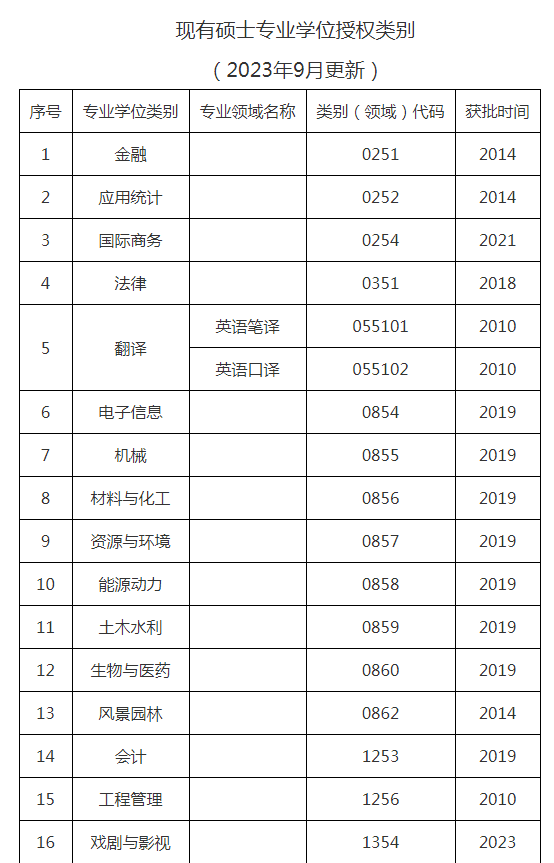 现有硕士专业学位授权类别
（2023年9月更新）
序号 专业学位类别 专业领域名称 类别（领域）代码 获批时间
1 金融 0251 2014
2 应用统计 0252 2014
3 国际商务 0254 2021
4 法律 0351 2018
5 翻译 英语笔译 055101 2010
英语口译 055102 2010
6 电子信息 0854 2019
7 机械 0855 2019
8 材料与化工 0856 2019
9 资源与环境 0857 2019
10 能源动力 0858 2019
11 土木水利 0859 2019
12 生物与医药 0860 2019
13 风景园林 0862 2014
14 会计 1253 2019
15 工程管理 1256 2010
16 戏剧与影视 1354 2023